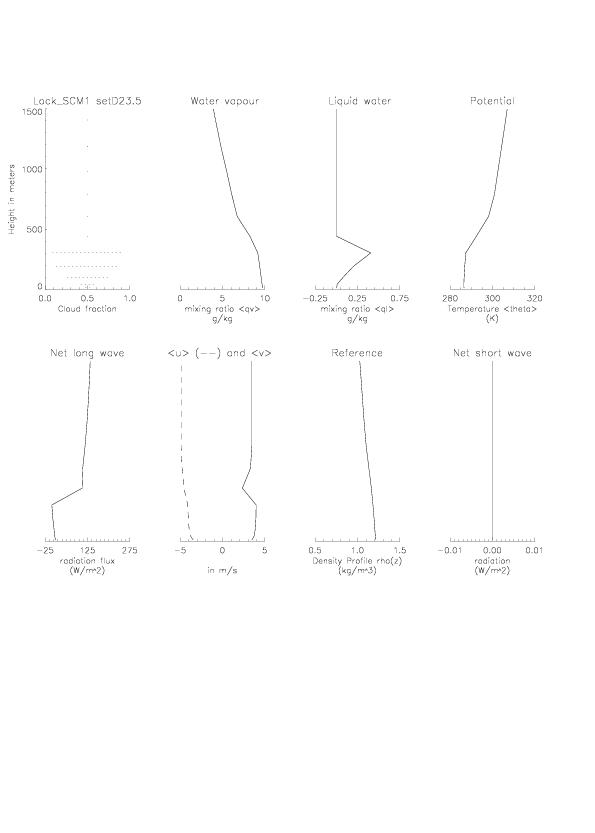 Lock_SCM1 setD23.5
Water vapour
Liquid water
Potential
1500
1000
500
0
Height in meters
0.0 0.5 1.0
Cloud fraction
0 5 10
mixing ratio <qv>
g/kg
-0.25 0.25 0.75
mixing ratio <ql>
g/kg
280 300 320
Temperature <theta>
(K)
Net long wave
<u> (--) and <v>
Reference
Net short wave
-25 125 275
radiation flux
(W/m^2)
-5 0 5
in m/s
0.5 1.0 1.5
Density Profile rho(z)
(kg/m^3)
-0.01 0.00 0.01
radiation
(W/m^2)